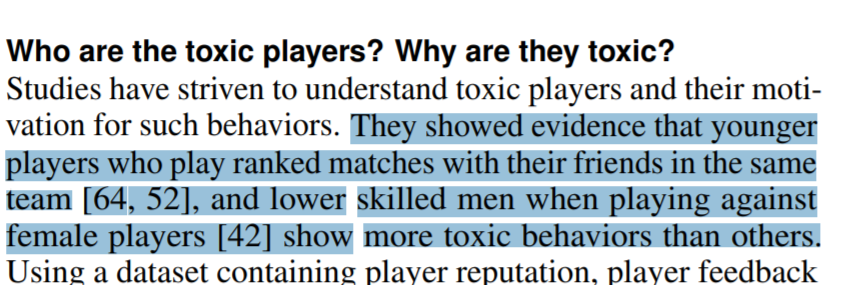 Who are the toxic players? Why are they toxic?
Studies have striven to understand toxic players and their moti-
vation for such behaviors. They showed evidence that younger
players who play ranked matches with their friends in the same
team [64, 52], and lower skilled men when playing against
female players [42] show more toxic behaviors than others.
Using a dataset containing player reputation, player feedback